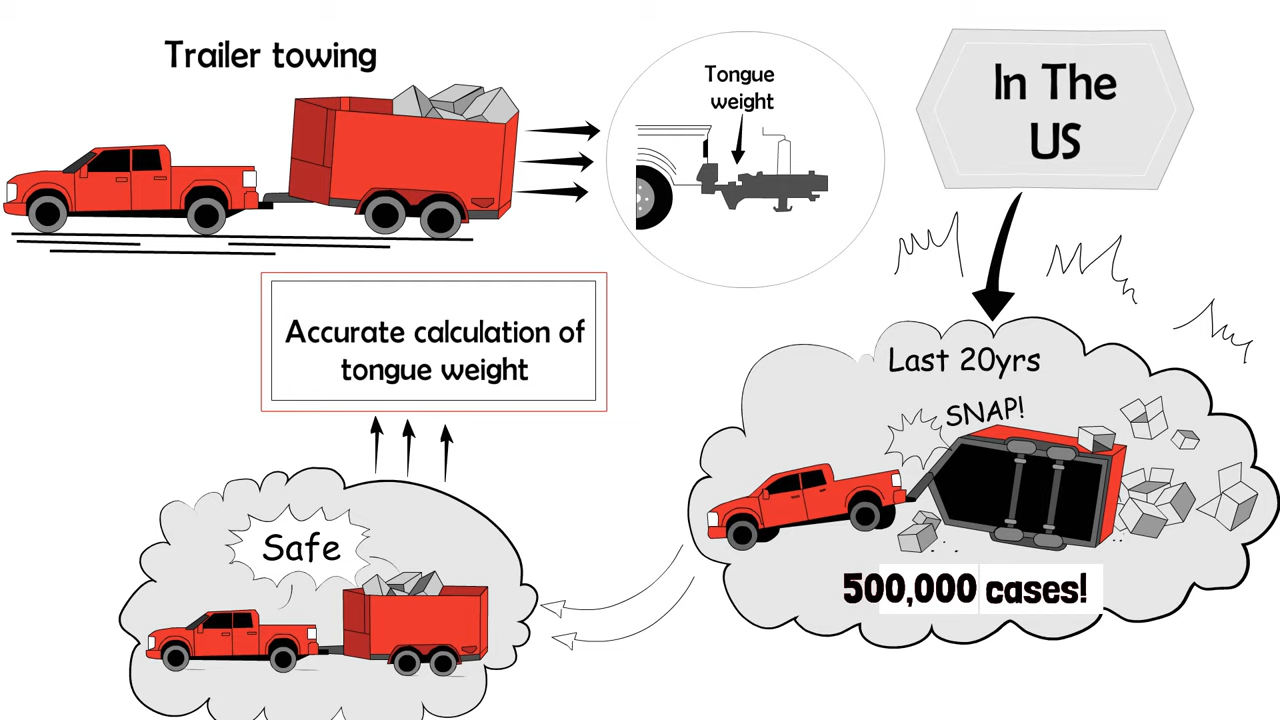 Trailer towing
Tongue
weight
In The
US
Accurate calculation of
tongue weight
Last 20yrs
SNAP!
Safe
500,000 cases!